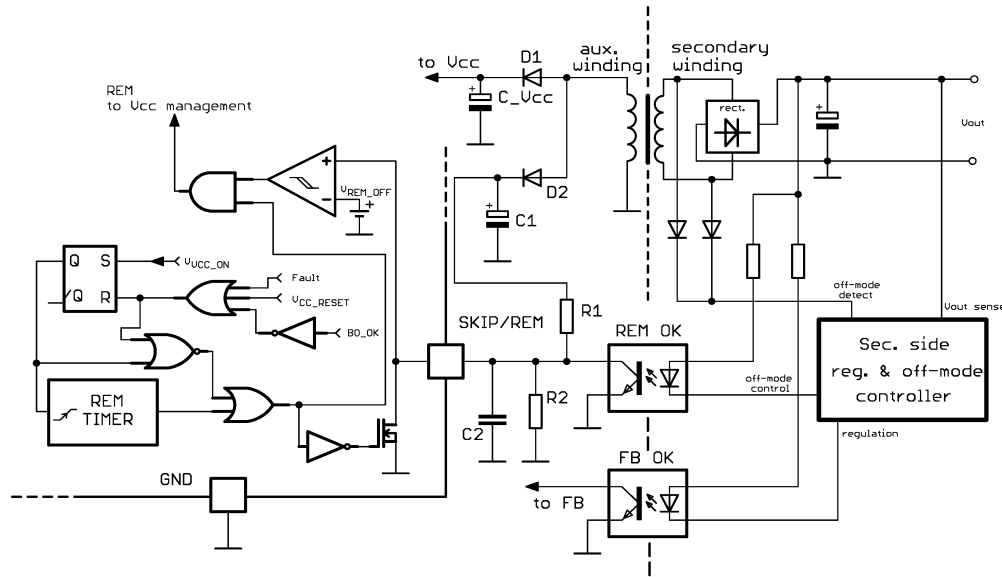 aux.
winding
secondary
winding
D1
to Vcc
C_Vcc
+
REM
to Vcc management
rect.
+
Vout
+
−
V_REM_OFF
+
D2
+
C1
Q
S
V_VCC_ON
Q
R
Fault
V_CC_RESET
BO_OK
SKIP/REM
R1
off-mode
detect
Vout sense
REM OK
Sec. side
reg. & off-mode
controller
off-mode
control
REM
TIMER
R2
C2
regulation
GND
FB OK
to FB